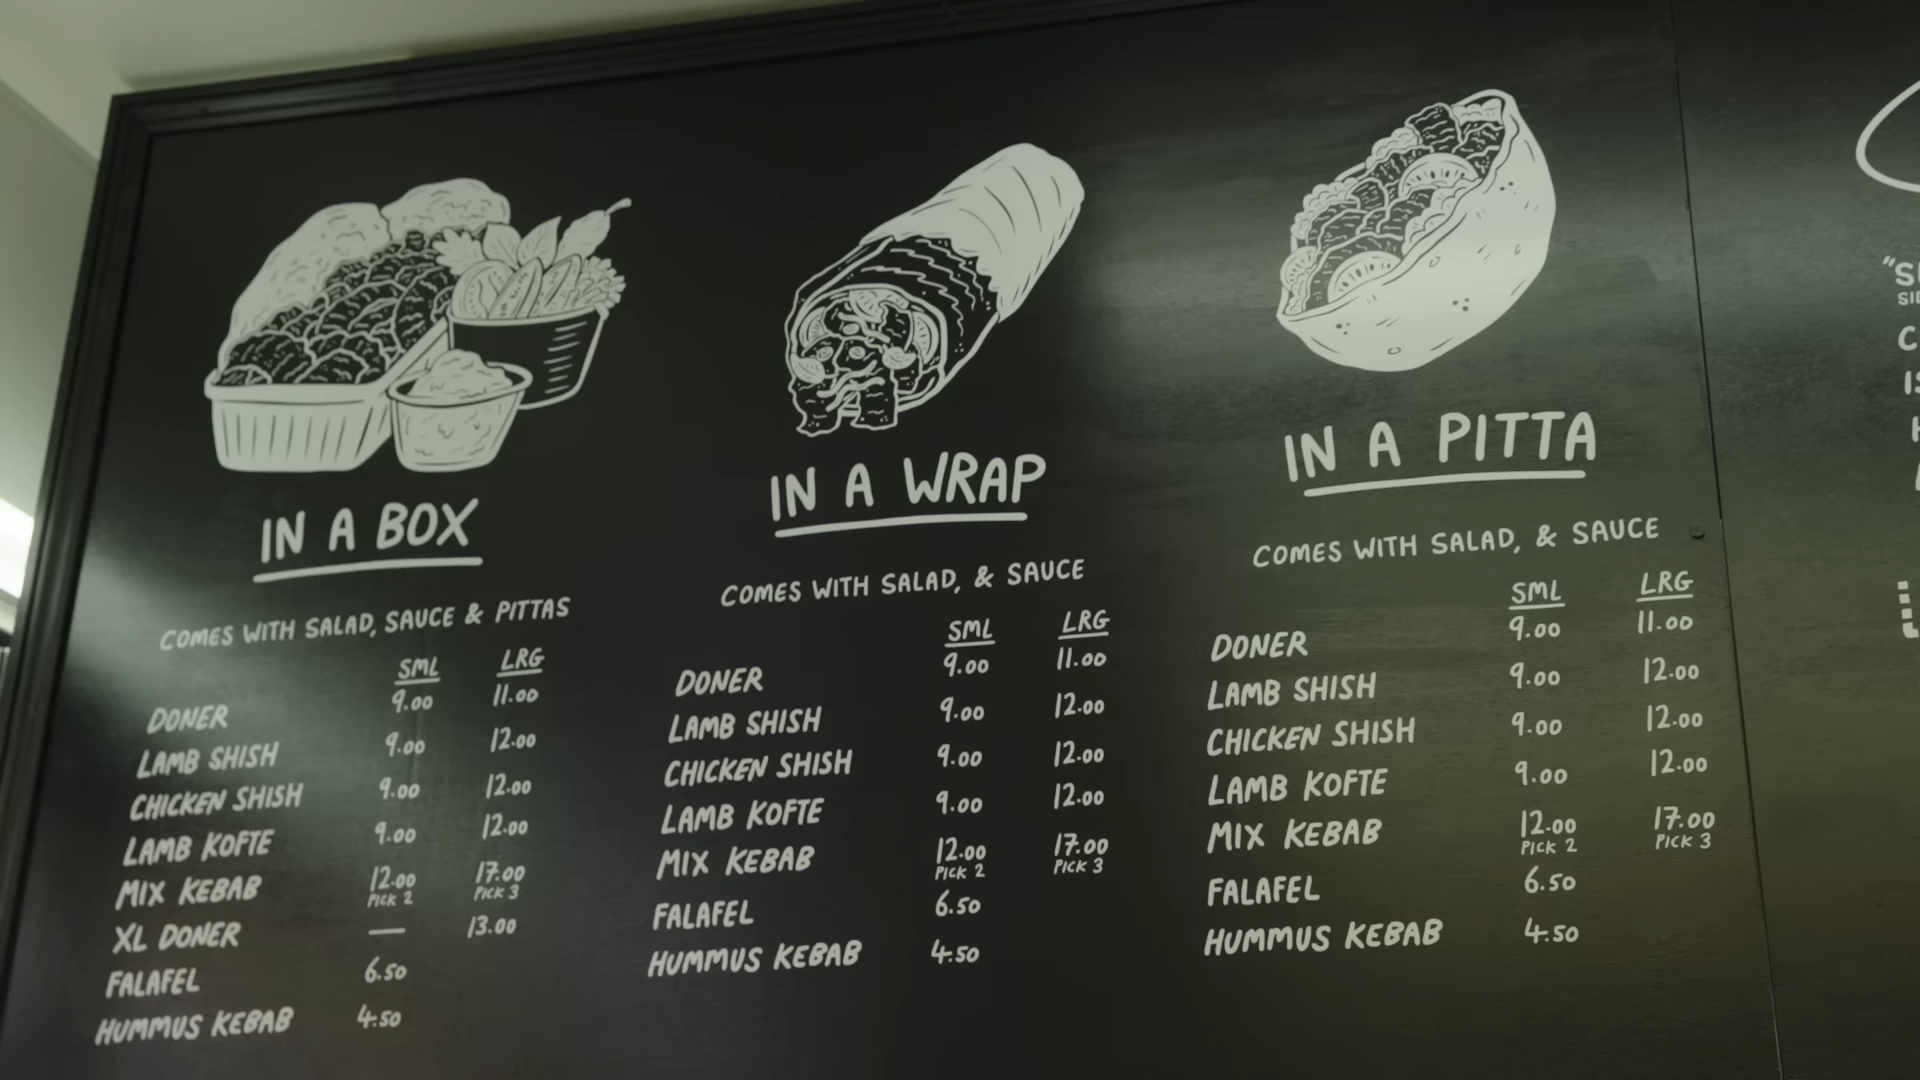 IN A BOX
COMES WITH SALAD, SAUCE & PITTAS
SML LRG
DONER 9.00 11.00
LAMB SHISH 9.00 12.00
CHICKEN SHISH 9.00 12.00
LAMB KOFTE 9.00 12.00
MIX KEBAB 12.00 17.00
PICK 2 PICK 3
XL DONER — 13.00
FALAFEL 6.50
HUMMUS KEBAB 4.50
IN A WRAP
COMES WITH SALAD, & SAUCE
SML LRG
DONER 9.00 11.00
LAMB SHISH 9.00 12.00
CHICKEN SHISH 9.00 12.00
LAMB KOFTE 9.00 12.00
MIX KEBAB 12.00 17.00
PICK 2 PICK 3
FALAFEL 6.50
HUMMUS KEBAB 4.50
IN A PITTA
COMES WITH SALAD, & SAUCE
SML LRG
DONER 9.00 11.00
LAMB SHISH 9.00 12.00
CHICKEN SHISH 9.00 12.00
LAMB KOFTE 9.00 12.00
MIX KEBAB 12.00 17.00
PICK 2 PICK 3
FALAFEL 6.50
HUMMUS KEBAB 4.50